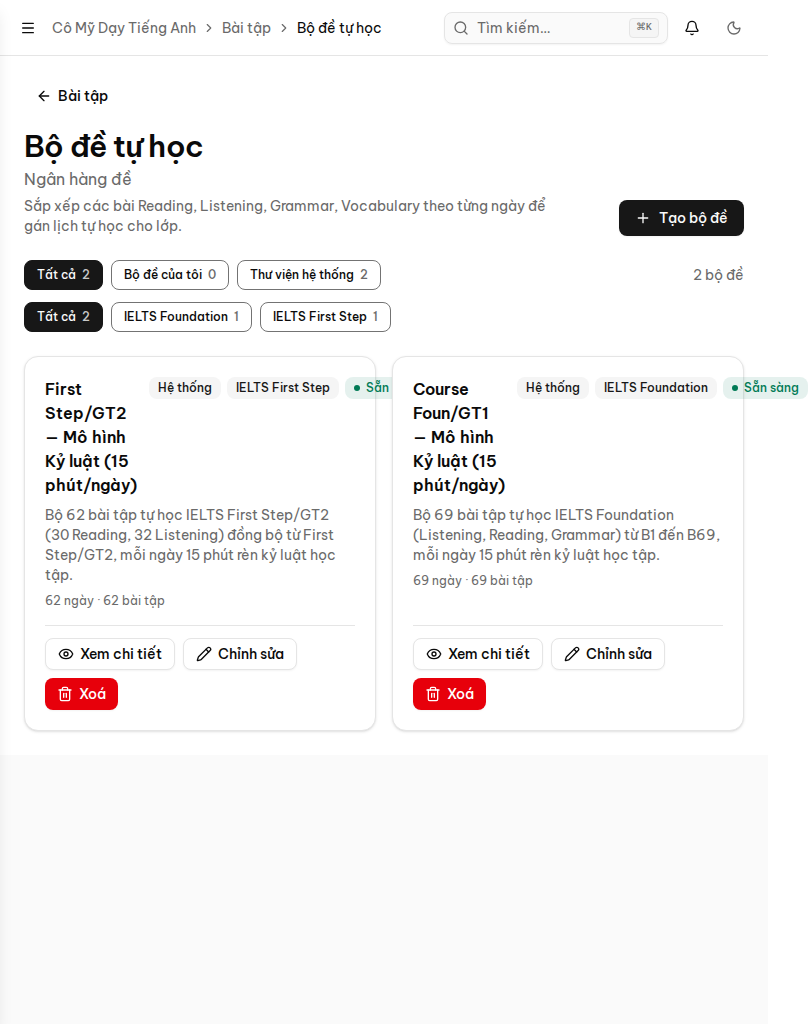 Cô Mỹ Dạy Tiếng Anh > Bài tập > Bộ đề tự học
Tìm kiếm... ⌘K
← Bài tập
Bộ đề tự học
Ngân hàng đề
Sắp xếp các bài Reading, Listening, Grammar, Vocabulary theo từng ngày để
gán lịch tự học cho lớp.
+ Tạo bộ đề
Tất cả 2 Bộ đề của tôi 0 Thư viện hệ thống 2
2 bộ đề
Tất cả 2 IELTS Foundation 1 IELTS First Step 1
First
Step/GT2
– Mô hình
Kỷ luật (15
phút/ngày)
Hệ thống IELTS First Step Sẵn
Bộ 62 bài tập tự học IELTS First Step/GT2
(30 Reading, 32 Listening) đồng bộ từ First
Step/GT2, mỗi ngày 15 phút rèn kỷ luật học
tập.
62 ngày · 62 bài tập
Xem chi tiết Chỉnh sửa
Xoá
Course
Foun/GT1
– Mô hình
Kỷ luật (15
phút/ngày)
Hệ thống IELTS Foundation Sẵn sàng
Bộ 69 bài tập tự học IELTS Foundation
(Listening, Reading, Grammar) từ B1 đến B69,
mỗi ngày 15 phút rèn kỷ luật học tập.
69 ngày · 69 bài tập
Xem chi tiết Chỉnh sửa
Xoá